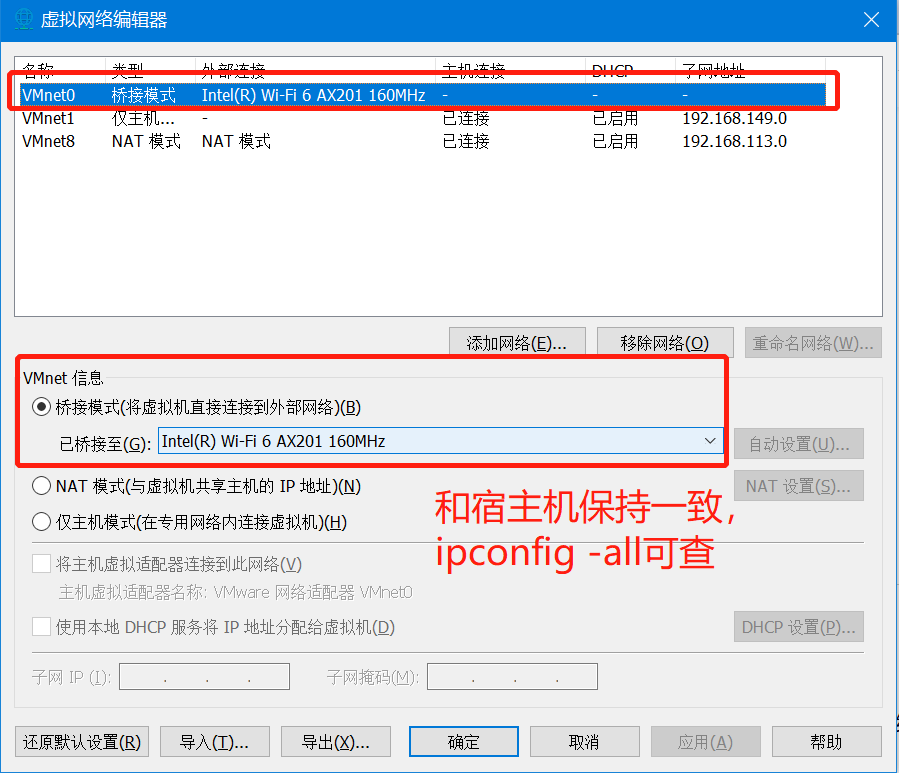 虚拟网络编辑器
名称 类型 外部连接 主机连接 DHCP 子网地址
VMnet0 桥接模式 Intel(R) Wi-Fi 6 AX201 160MHz - - -
VMnet1 仅主机... - 已连接 已启用 192.168.149.0
VMnet8 NAT 模式 NAT 模式 已连接 已启用 192.168.113.0
添加网络(E)... 移除网络(O) 重命名网络(W)...
VMnet 信息
桥接模式(将虚拟机直接连接到外部网络)(B)
已桥接至(G): Intel(R) Wi-Fi 6 AX201 160MHz 自动设置(U)...
NAT 模式(与虚拟机共享主机的 IP 地址)(N) NAT 设置(S)...
仅主机模式(在专用网络内连接虚拟机)(H)
和宿主机保持一致，
ipconfig -all可查
将主机虚拟适配器连接到此网络(V)
主机虚拟适配器名称: VMware 网络适配器 VMnet0
使用本地 DHCP 服务将 IP 地址分配给虚拟机(D) DHCP 设置(P)...
子网 IP (I): . . . 子网掩码(M): . . .
还原默认设置(R) 导入(T)... 导出(X)... 确定 取消 应用(A) 帮助